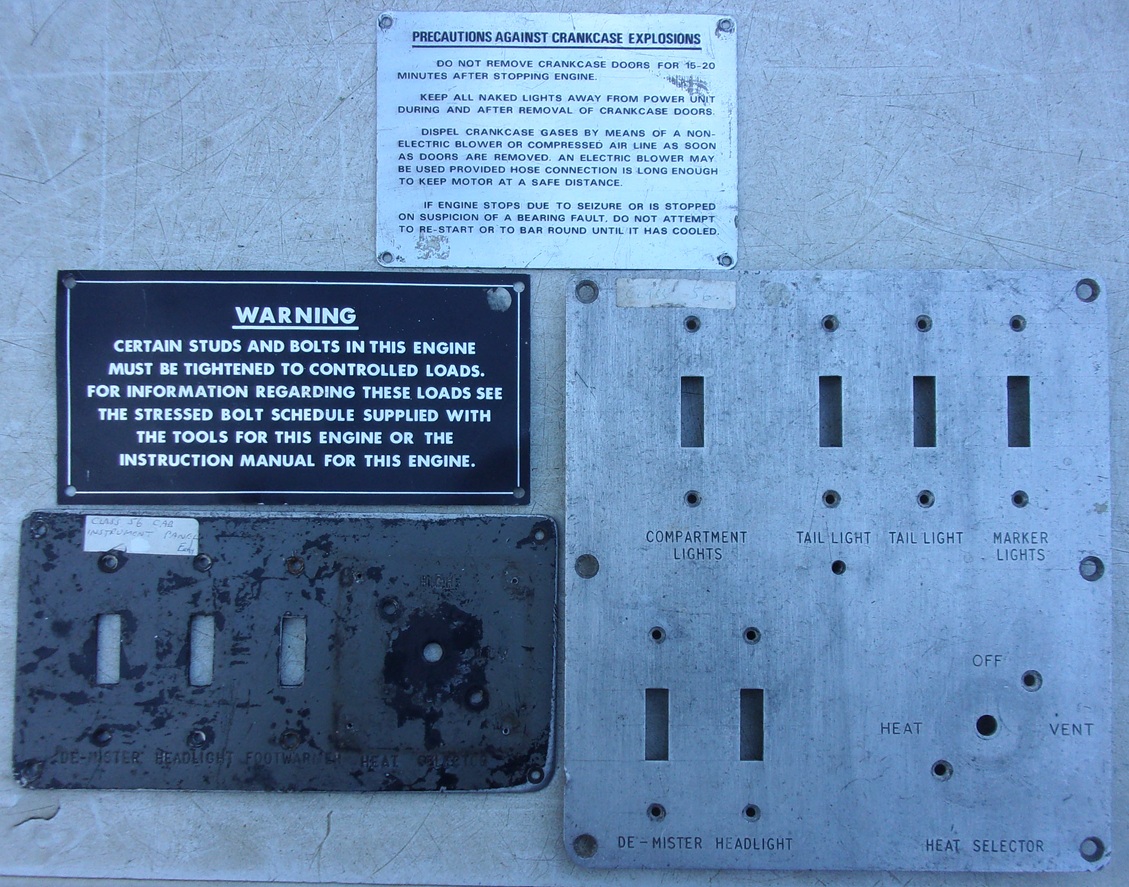 PRECAUTIONS AGAINST CRANKCASE EXPLOSIONS
DO NOT REMOVE CRANKCASE DOORS FOR 15-20
MINUTES AFTER STOPPING ENGINE.
KEEP ALL NAKED LIGHTS AWAY FROM POWER UNIT
DURING AND AFTER REMOVAL OF CRANKCASE DOORS.
DISPEL CRANKCASE GASES BY MEANS OF A NON-
ELECTRIC BLOWER OR COMPRESSED AIR LINE AS SOON
AS DOORS ARE REMOVED. AN ELECTRIC BLOWER MAY
BE USED PROVIDED HOSE CONNECTION IS LONG ENOUGH
TO KEEP MOTOR AT A SAFE DISTANCE.
IF ENGINE STOPS DUE TO SEIZURE OR IS STOPPED
ON SUSPICION OF A BEARING FAULT, DO NOT ATTEMPT
TO RE-START OR TO BAR ROUND UNTIL IT HAS COOLED.
WARNING
CERTAIN STUDS AND BOLTS IN THIS ENGINE
MUST BE TIGHTENED TO CONTROLLED LOADS.
FOR INFORMATION REGARDING THESE LOADS SEE
THE STRESSED BOLT SCHEDULE SUPPLIED WITH
THE TOOLS FOR THIS ENGINE OR THE
INSTRUCTION MANUAL FOR THIS ENGINE.
CLASS 56 CAB
INSTRUMENT PANEL
DE-MISTER HEADLIGHT FOOTWARMER HEAT SELECTOR
COMPARTMENT LIGHTS
TAIL LIGHT
TAIL LIGHT
MARKER LIGHTS
OFF
HEAT
VENT
DE-MISTER HEADLIGHT
HEAT SELECTOR